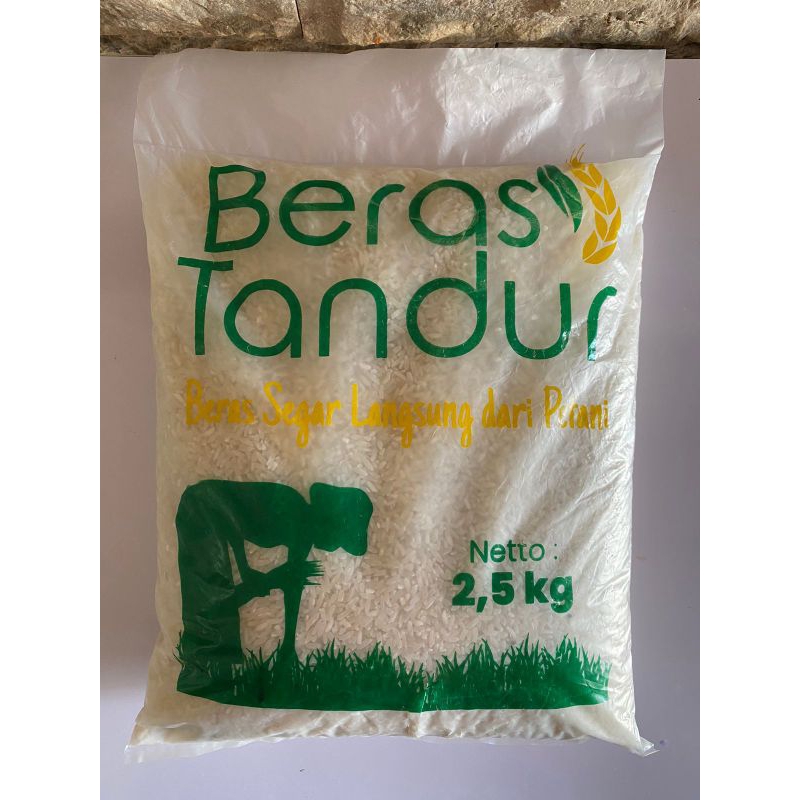 Beras
Tandur
Beras Segar Langsung dari Petani
Netto :
2,5 kg